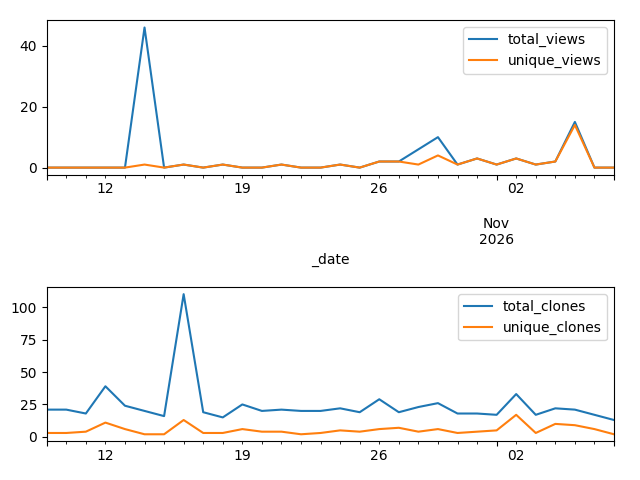 40
20
0
total_views
unique_views
12
19
26
02
Nov
2026
_date
100
75
50
25
0
total_clones
unique_clones
12
19
26
02